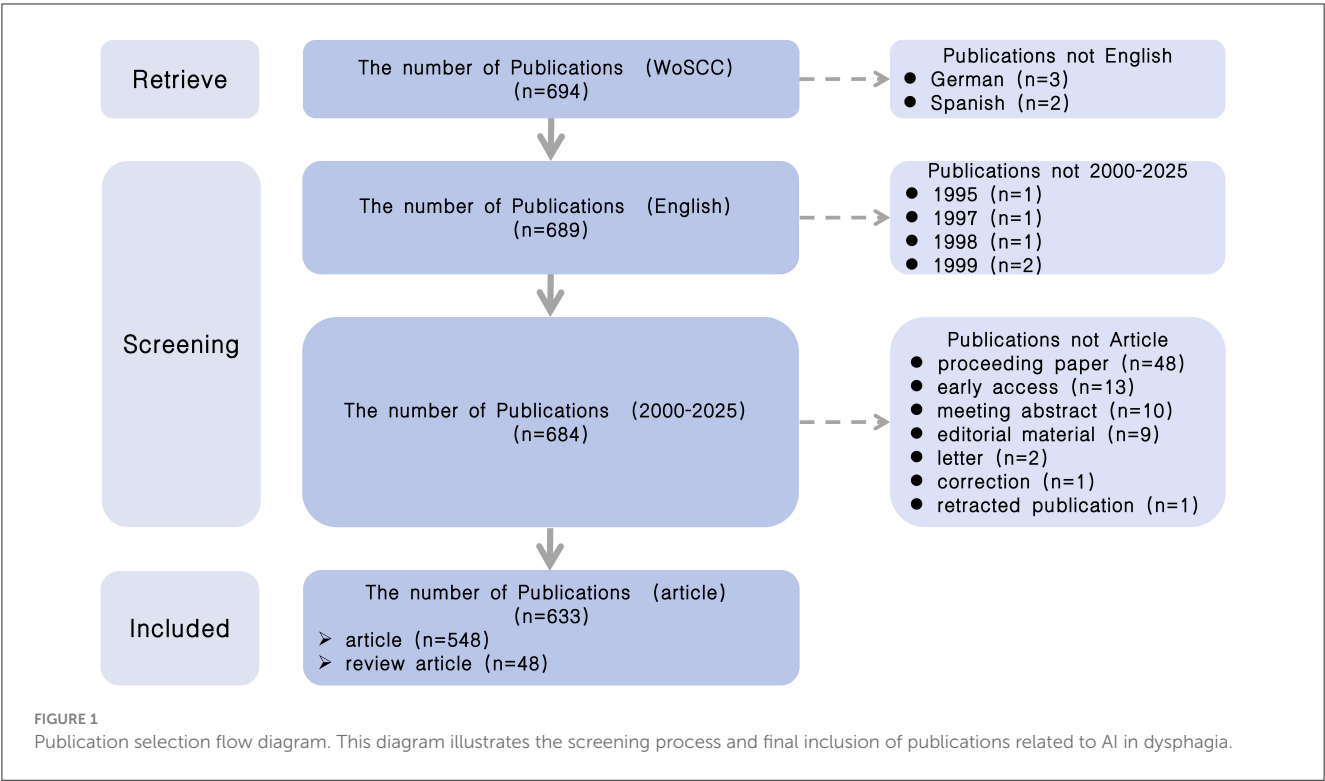 Retrieve
The number of Publications (WoSCC)
(n=694)
Publications not English
● German (n=3)
● Spanish (n=2)
Screening
The number of Publications (English)
(n=689)
Publications not 2000-2025
● 1995 (n=1)
● 1997 (n=1)
● 1998 (n=1)
● 1999 (n=2)
The number of Publications (2000-2025)
(n=684)
Publications not Article
● proceeding paper (n=48)
● early access (n=13)
● meeting abstract (n=10)
● editorial material (n=9)
● letter (n=2)
● correction (n=1)
● retracted publication (n=1)
Included
The number of Publications (article)
(n=633)
➢ article (n=548)
➢ review article (n=48)
FIGURE 1
Publication selection flow diagram. This diagram illustrates the screening process and final inclusion of publications related to AI in dysphagia.